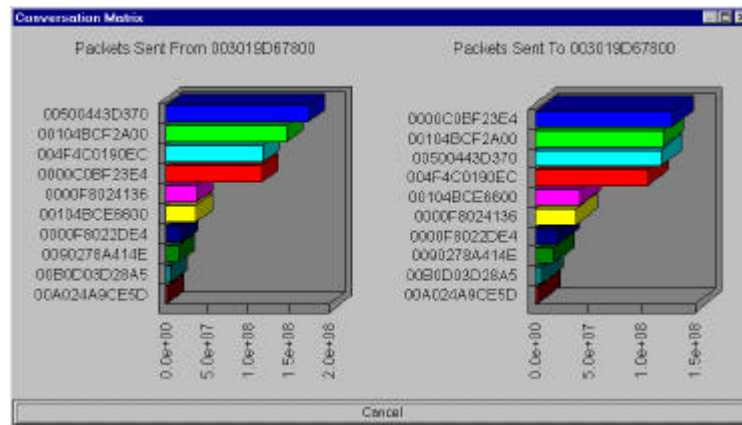 Conversation Matrix
Packets Sent From 003019D67800
00500443D370
00104BCF2A00
004F4C0190EC
0000C0BF23E4
0000F8024136
00104BCE6600
0000F8022DE4
0090278A414E
00B0D03D28A5
00A024A9CE5D
0.0e+00
5.0e+07
1.0e+08
1.5e+08
2.0e+08
Packets Sent To 003019D67800
0000C0BF23E4
00104BCF2A00
00500443D370
004F4C0190EC
00104BCE6600
0000F8024136
0000F8022DE4
0090278A414E
00B0D03D28A5
00A024A9CE5D
0.0e+00
5.0e+07
1.0e+08
1.5e+08
Cancel